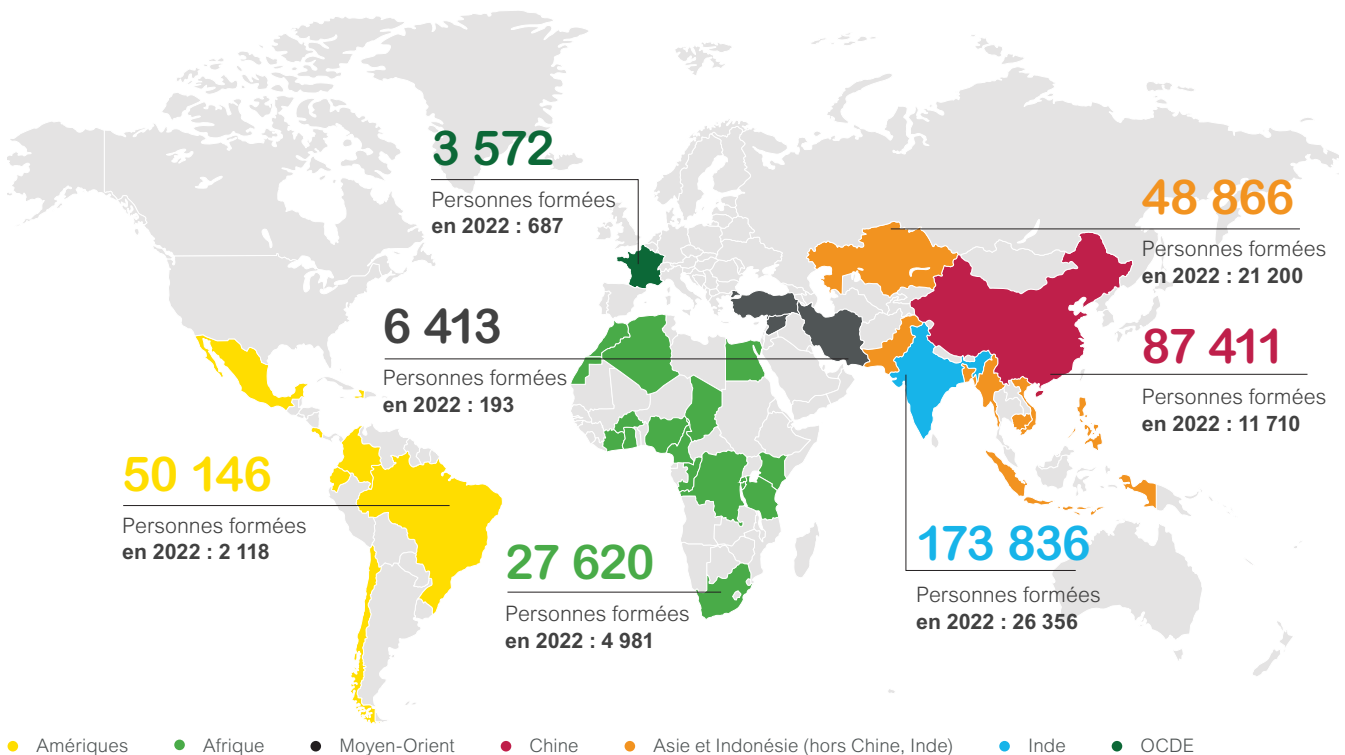 3 572
Personnes formées
en 2022 : 687
48 866
Personnes formées
en 2022 : 21 200
6 413
Personnes formées
en 2022 : 193
87 411
Personnes formées
en 2022 : 11 710
50 146
Personnes formées
en 2022 : 2 118
27 620
Personnes formées
en 2022 : 4 981
173 836
Personnes formées
en 2022 : 26 356
Amériques Afrique Moyen-Orient Chine Asie et Indonésie (hors Chine, Inde) Inde OCDE